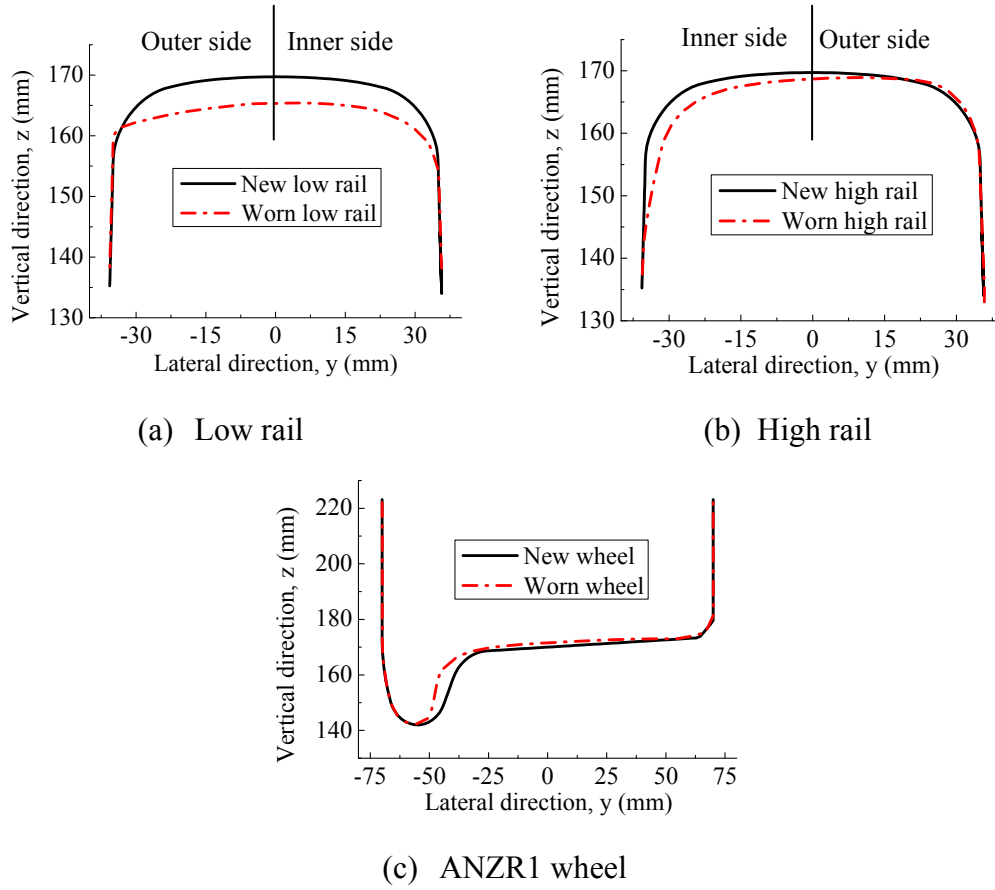 Outer side
Inner side
170
160
150
140
130
Vertical direction, z (mm)
New low rail
Worn low rail
-30
-15
0
15
30
Lateral direction, y (mm)
(a) Low rail
Inner side
Outer side
170
160
150
140
130
Vertical direction, z (mm)
New high rail
Worn high rail
-30
-15
0
15
30
Lateral direction, y (mm)
(b) High rail
220
200
180
160
140
Vertical direction, z (mm)
New wheel
Worn wheel
-75
-50
-25
0
25
50
75
Lateral direction, y (mm)
(c) ANZR1 wheel